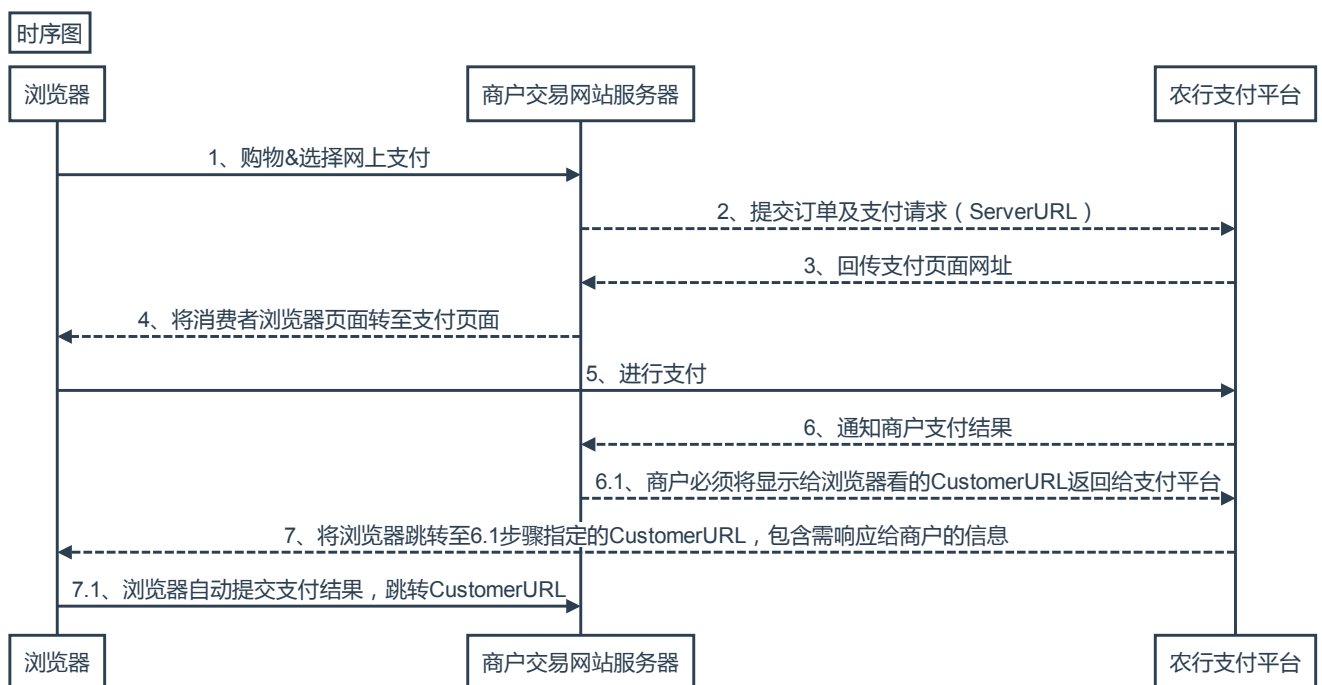 时序图
浏览器
商户交易网站服务器
农行支付平台
1、购物&选择网上支付
2、提交订单及支付请求（ServerURL）
3、回传支付页面网址
4、将消费者浏览器页面转至支付页面
5、进行支付
6、通知商户支付结果
6.1、商户必须将显示给浏览器看的CustomerURL返回给支付平台
7、将浏览器跳转至6.1步骤指定的CustomerURL，包含需响应给商户的信息
7.1、浏览器自动提交支付结果，跳转CustomerURL
浏览器
商户交易网站服务器
农行支付平台